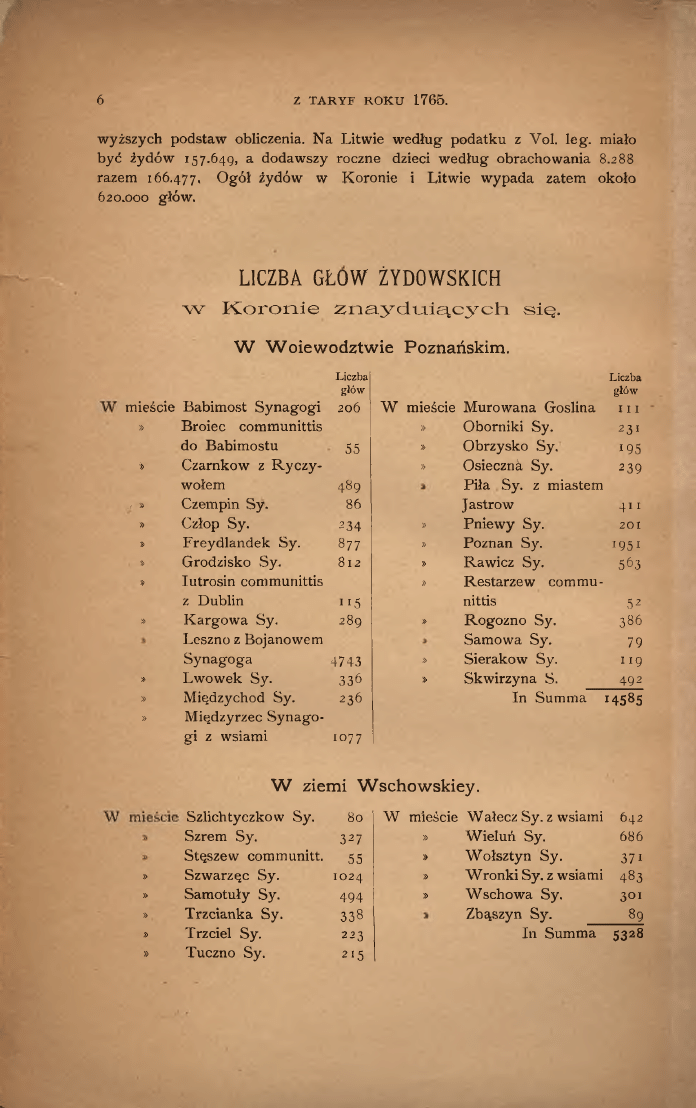 6
Z TARYF ROKU 1765.
wyższych podstaw obliczenia. Na Litwie według podatku z Vol. leg. miało
być żydów 157.649, a dodawszy roczne dzieci według obrachowania 8.288
razem 166.477. Ogół żydów w Koronie i Litwie wypada zatem około
620.000 głów.
LICZBA GŁÓW ŻYDOWSKICH
w Koronie znayduiących się.
W Woiewodztwie Poznańskim.
Liczba
głów
W mieście Babimost Synagogi 206
» Broiec communittis
do Babimostu 55
» Czarnkow z Ryczy-
wołem 489
» Czempin Sy. 86
» Człop Sy. 234
» Freydlandek Sy. 877
» Grodzisko Sy. 812
» Iutrosin communittis
z Dublin 115
» Kargowa Sy. 289
» Leszno z Bojanowem
Synagoga 4743
» Lwowek Sy. 336
» Międzychod Sy. 236
» Międzyrzec Synago-
gi z wsiami 1077
Liczba
głów
W mieście Murowana Goslina 111
» Oborniki Sy. 231
» Obrzysko Sy. 195
» Osieczna Sy. 239
» Piła Sy. z miastem
Jastrow 411
» Pniewy Sy. 201
» Poznan Sy. 1951
» Rawicz Sy. 563
» Restarzew commu-
nittis 52
» Rogozno Sy. 386
» Samowa Sy. 79
» Sierakow Sy. 119
» Skwirzyna S. 492
In Summa 14585
W ziemi Wschowskiey.
W mieście Szlichtyczkow Sy. 80
» Szrem Sy. 327
» Stęszew communitt. 55
» Szwarzęc Sy. 1024
» Samotuły Sy. 494
» Trzcianka Sy. 338
» Trzciel Sy. 223
» Tuczno Sy. 215
W mieście Wałecz Sy. z wsiami 642
» Wieluń Sy. 686
» Wołsztyn Sy. 371
» Wronki Sy. z wsiami 483
» Wschowa Sy. 301
» Zbąszyn Sy. 89
In Summa 5328